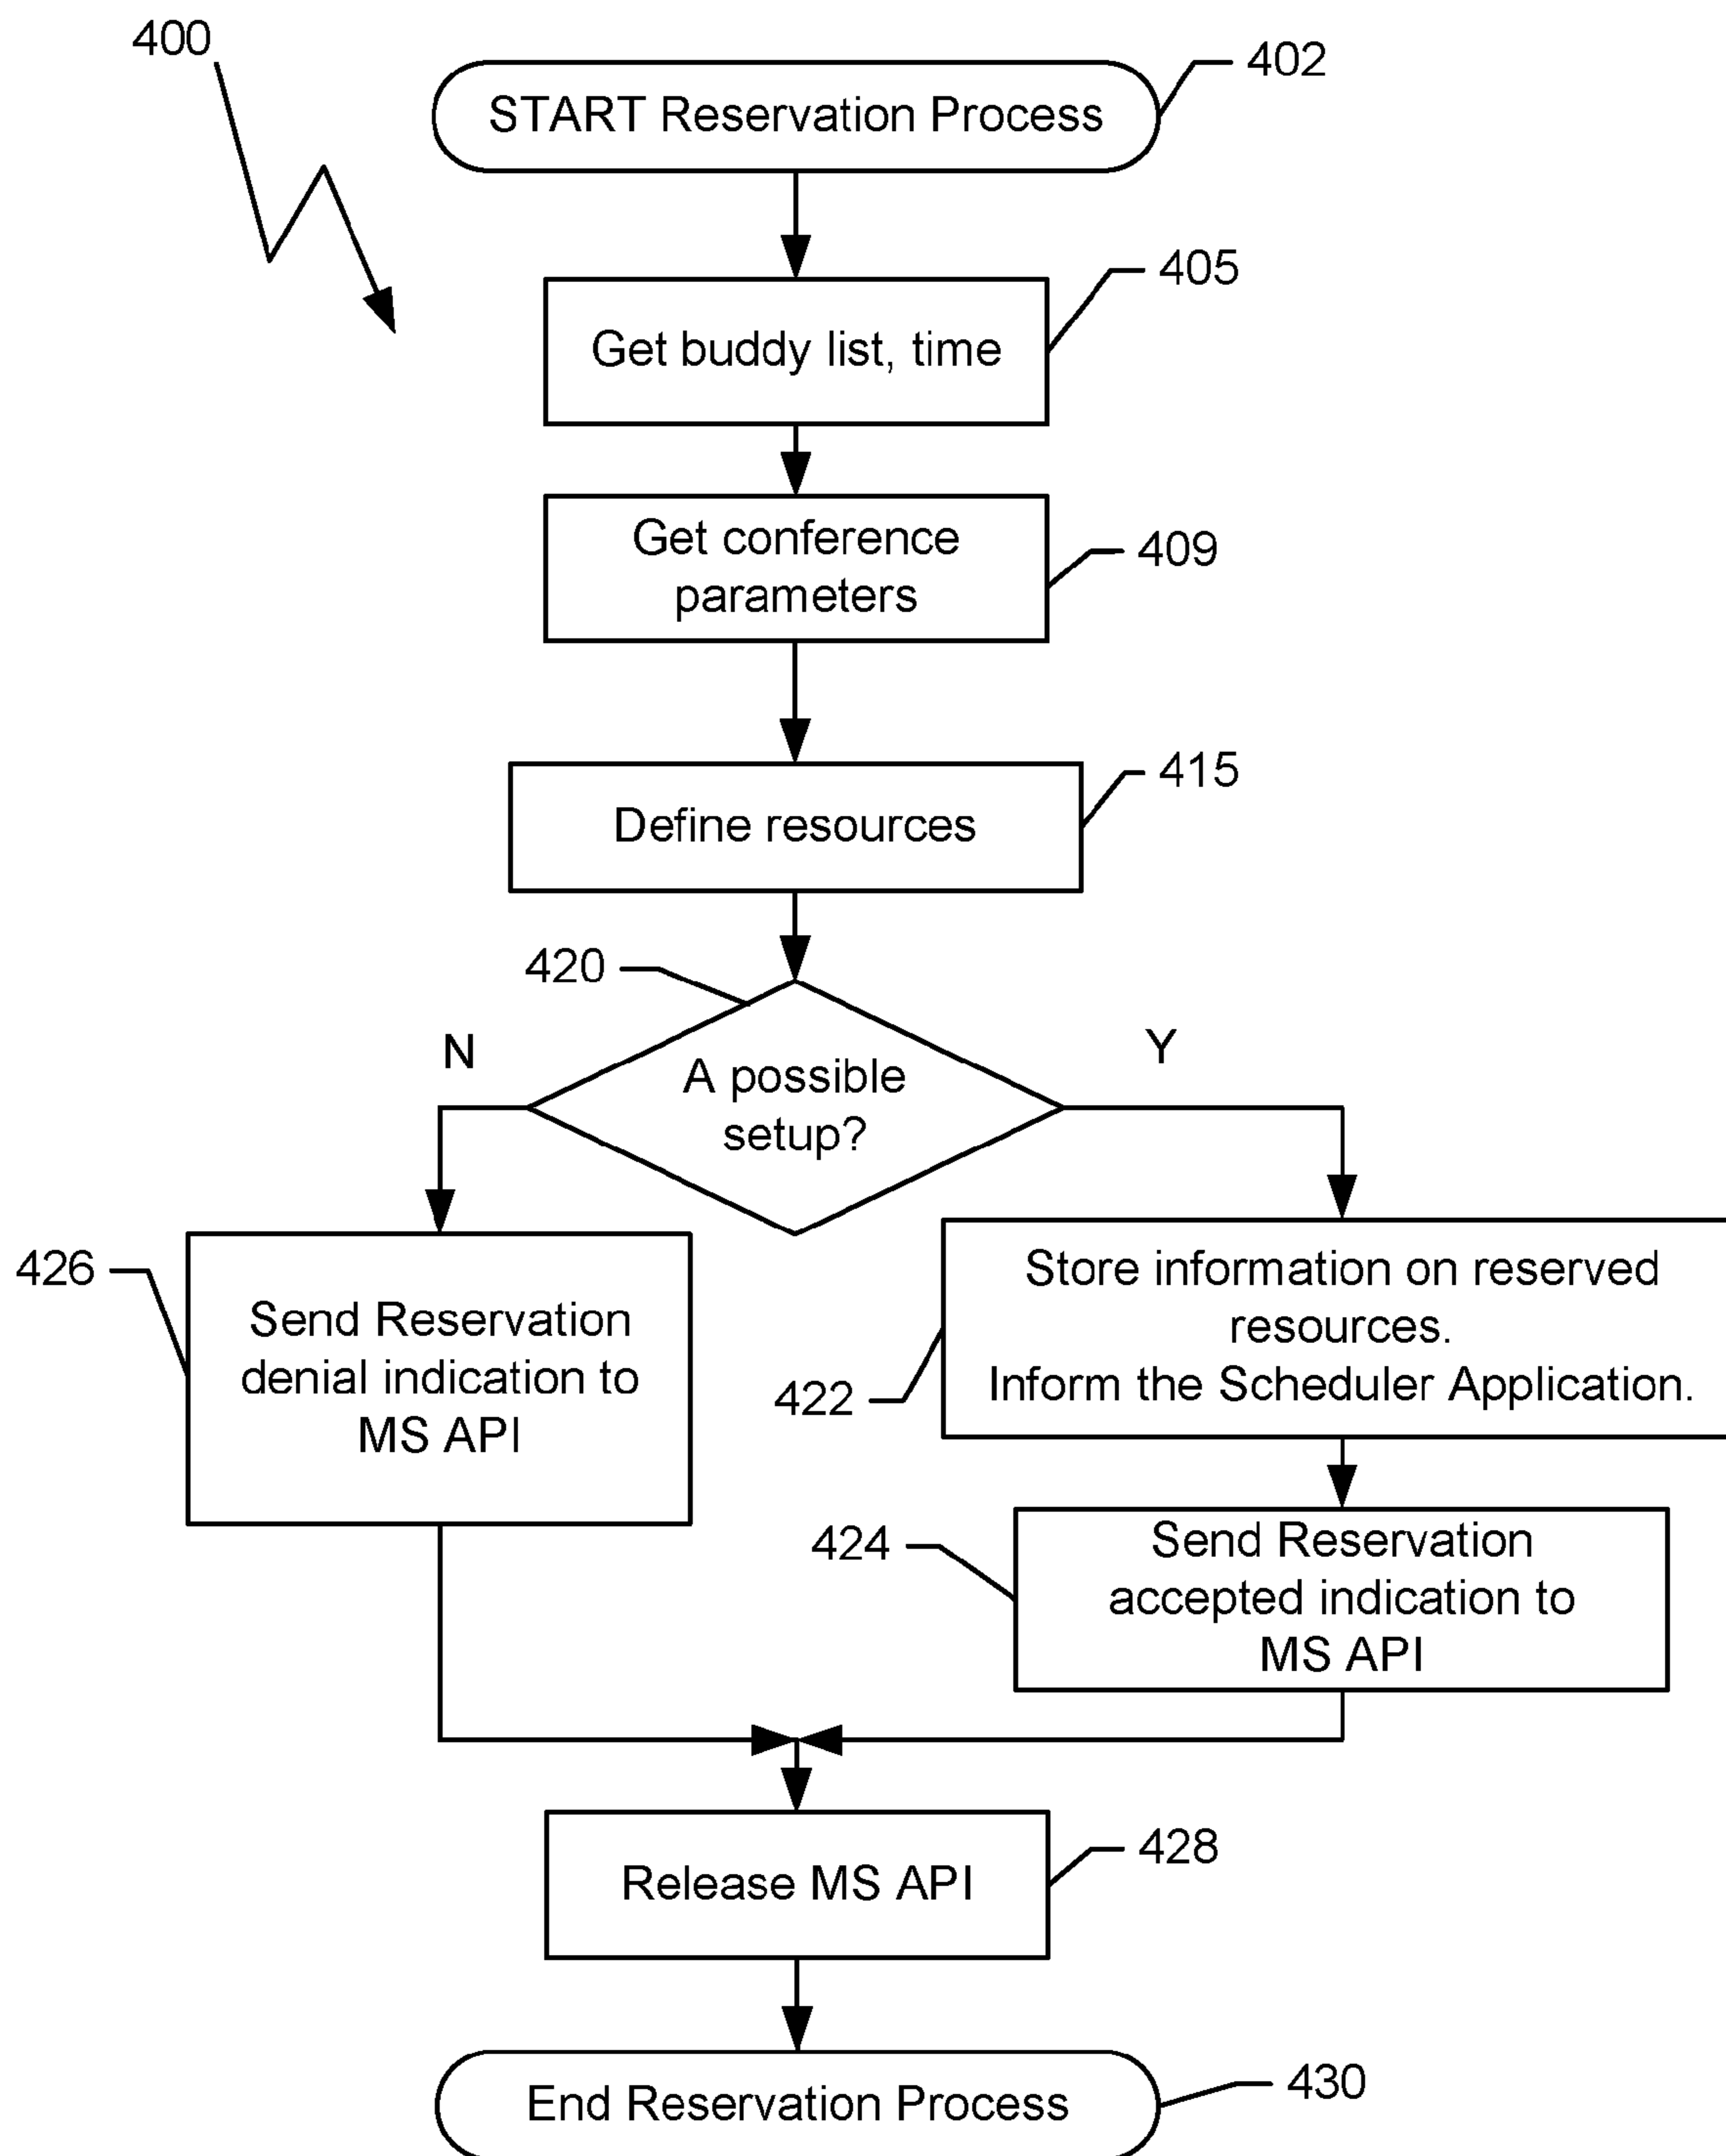 400
402
START Reservation Process
405
Get buddy list, time
Get conference
parameters
409
415
Define resources
420
N
Y
A possible
setup?
426
Send Reservation
denial indication to
MS API
Store information on reserved
resources.
Inform the Scheduler Application.
422
424
Send Reservation
accepted indication to
MS API
428
Release MS API
430
End Reservation Process